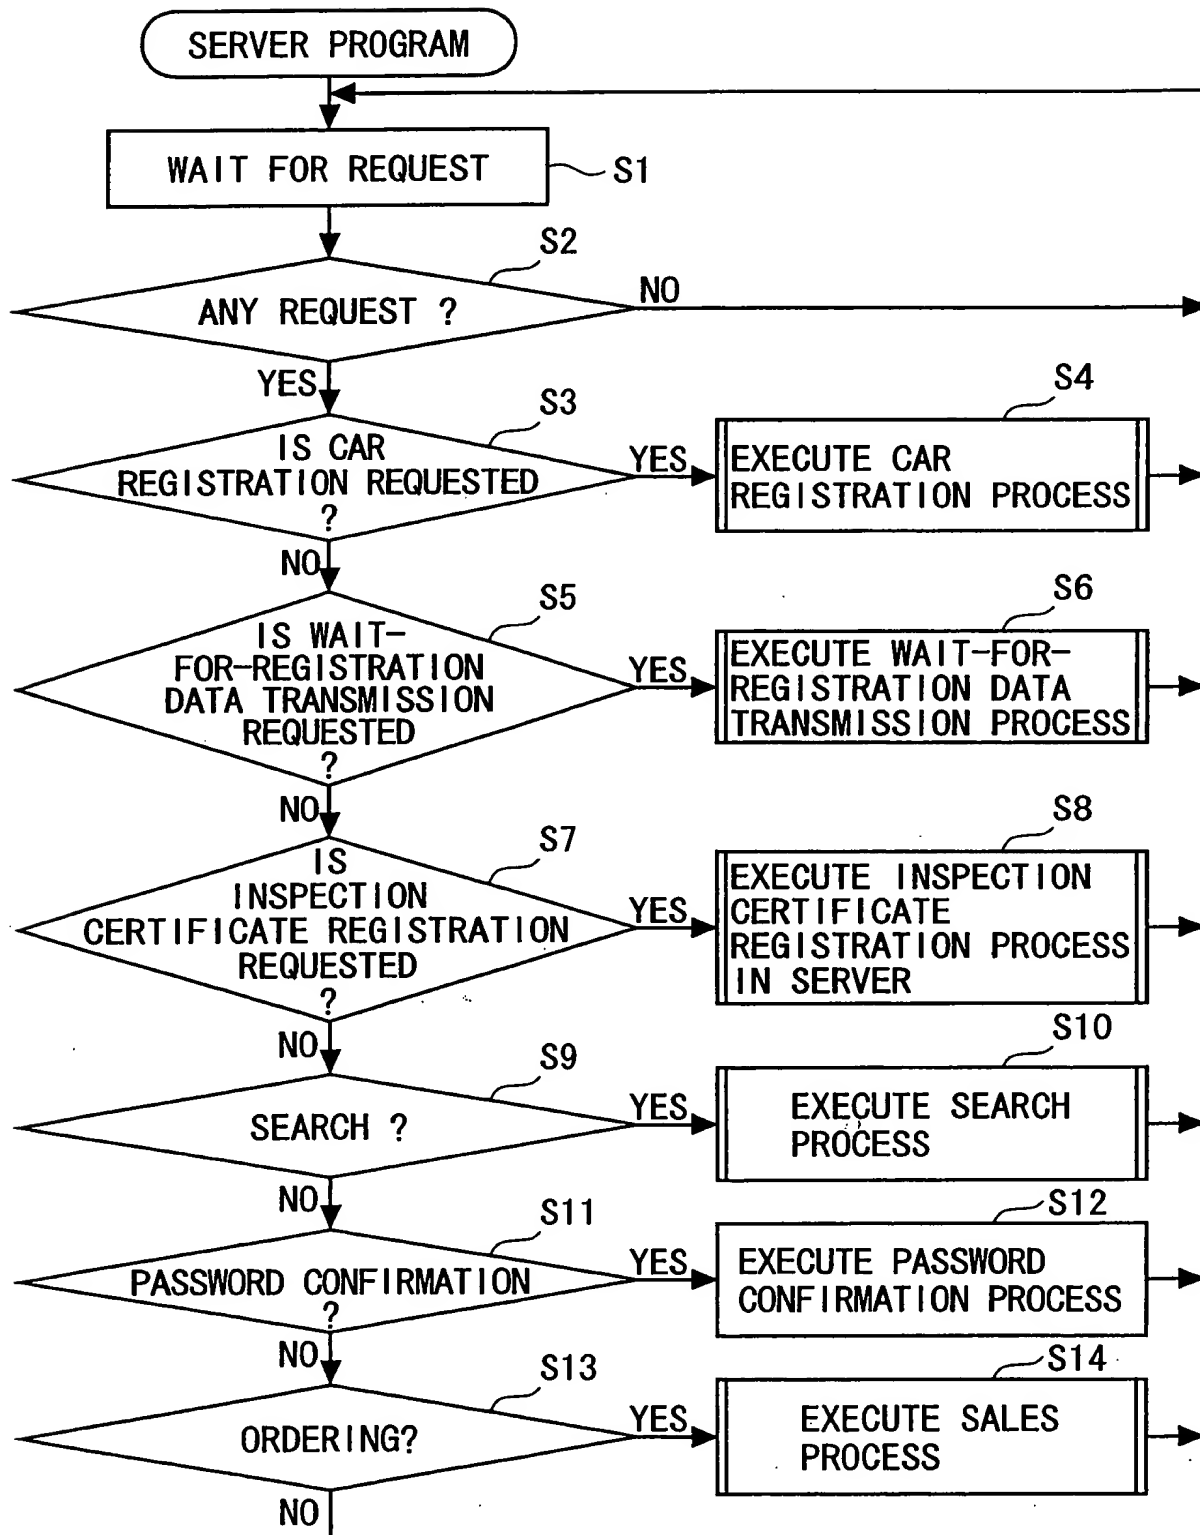 SERVER PROGRAM
WAIT FOR REQUEST
S1
S2
ANY REQUEST ?
NO
YES
S3
IS CAR
REGISTRATION REQUESTED
?
YES
S4
EXECUTE CAR
REGISTRATION PROCESS
NO
S5
IS WAIT-
FOR-REGISTRATION
DATA TRANSMISSION
REQUESTED
?
YES
S6
EXECUTE WAIT-FOR-
REGISTRATION DATA
TRANSMISSION PROCESS
NO
S7
IS
INSPECTION
CERTIFICATE REGISTRATION
REQUESTED
?
YES
S8
EXECUTE INSPECTION
CERTIFICATE
REGISTRATION PROCESS
IN SERVER
NO
S9
SEARCH ?
YES
S10
EXECUTE SEARCH
PROCESS
NO
S11
PASSWORD CONFIRMATION
?
YES
S12
EXECUTE PASSWORD
CONFIRMATION PROCESS
NO
S13
ORDERING?
YES
S14
EXECUTE SALES
PROCESS
NO